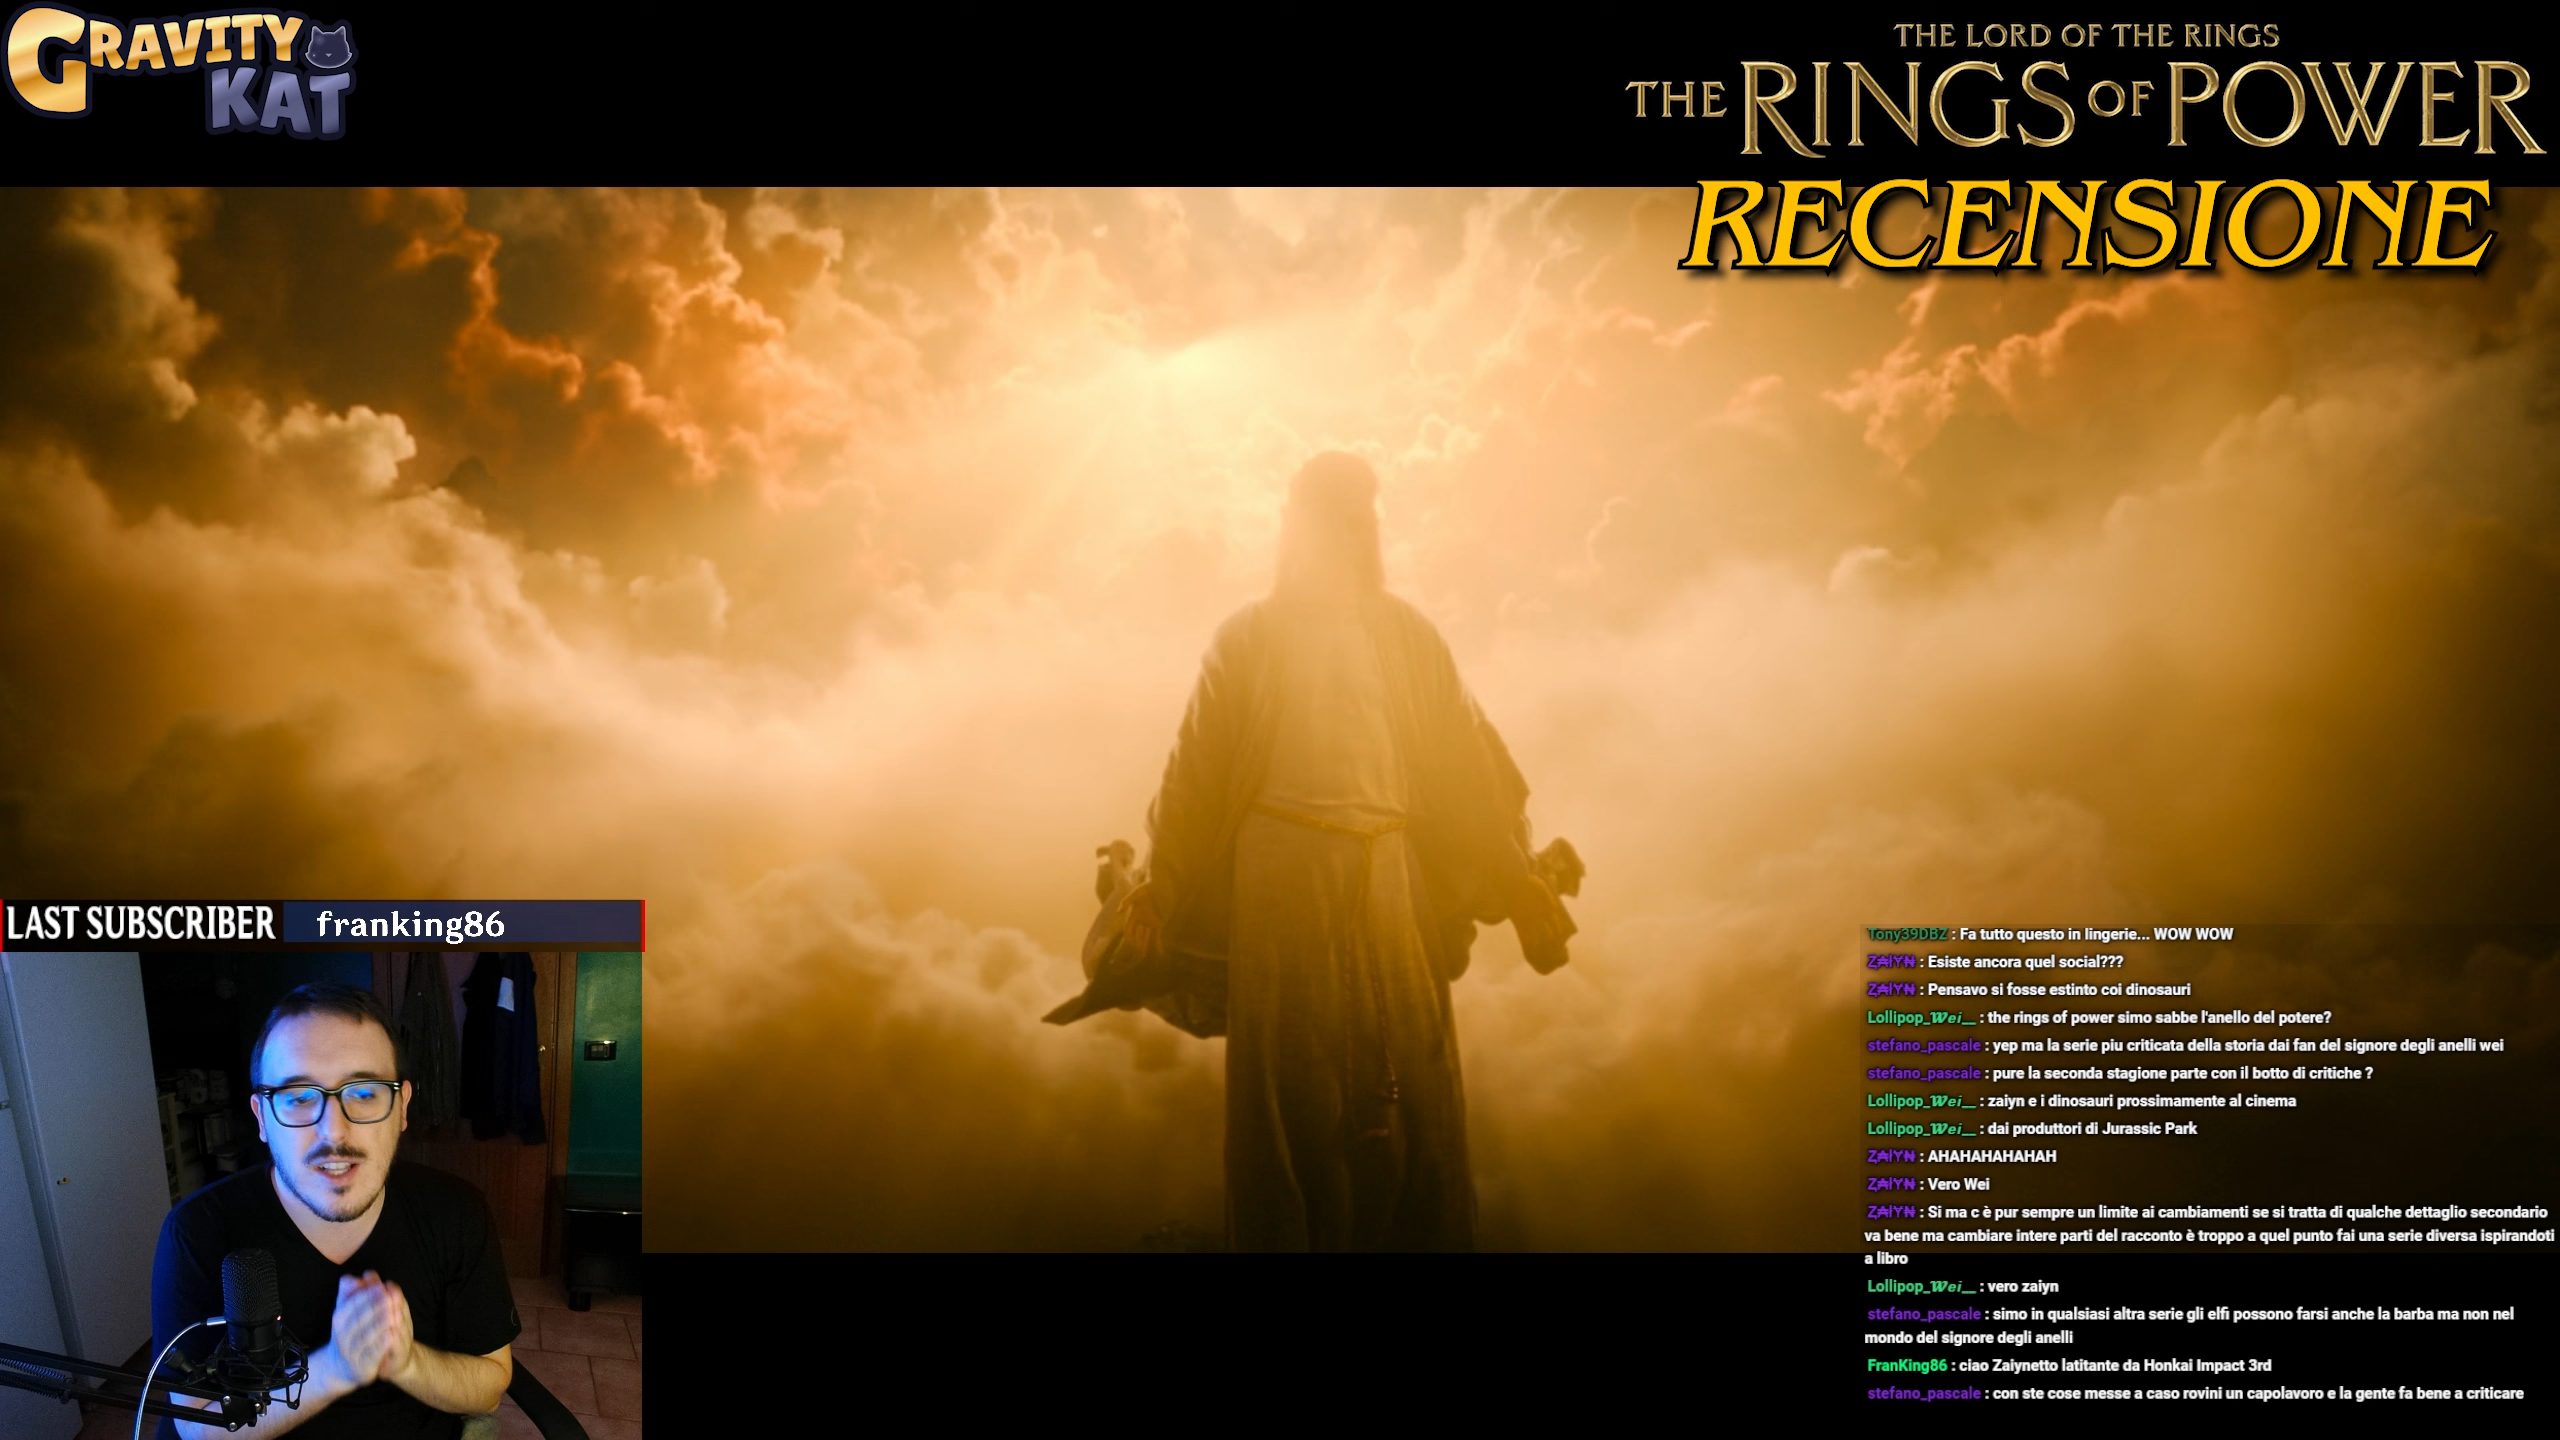 GRAVITY
KAT
THE LORD OF THE RINGS
THE RINGS OF POWER
RECENSIONE
LAST SUBSCRIBER franking86
Tony39DBZ : Fa tutto questo in lingerie... WOW WOW
ZAIYN : Esiste ancora quel social???
ZAIYN : Pensavo si fosse estinto coi dinosauri
Lollipop_Wei__ : the rings of power simo sabbe l'anello del potere?
stefano_pascale : yep ma la serie piu criticata della storia dai fan del signore degli anelli wei
stefano_pascale : pure la seconda stagione parte con il botto di critiche ?
Lollipop_Wei__ : zaiyn e i dinosauri prossimamente al cinema
Lollipop_Wei__ : dai produttori di Jurassic Park
ZAIYN : AHAHAHAHAHAH
ZAIYN : Vero Wei
ZAIYN : Si ma c è pur sempre un limite ai cambiamenti se si tratta di qualche dettaglio secondario
va bene ma cambiare intere parti del racconto è troppo a quel punto fai una serie diversa ispirandoti
a libro
Lollipop_Wei__ : vero zaiyn
stefano_pascale : simo in qualsiasi altra serie gli elfi possono farsi anche la barba ma non nel
mondo del signore degli anelli
FranKing86 : ciao Zaiynetto latitante da Honkai Impact 3rd
stefano_pascale : con ste cose messe a caso rovini un capolavoro e la gente fa bene a criticare